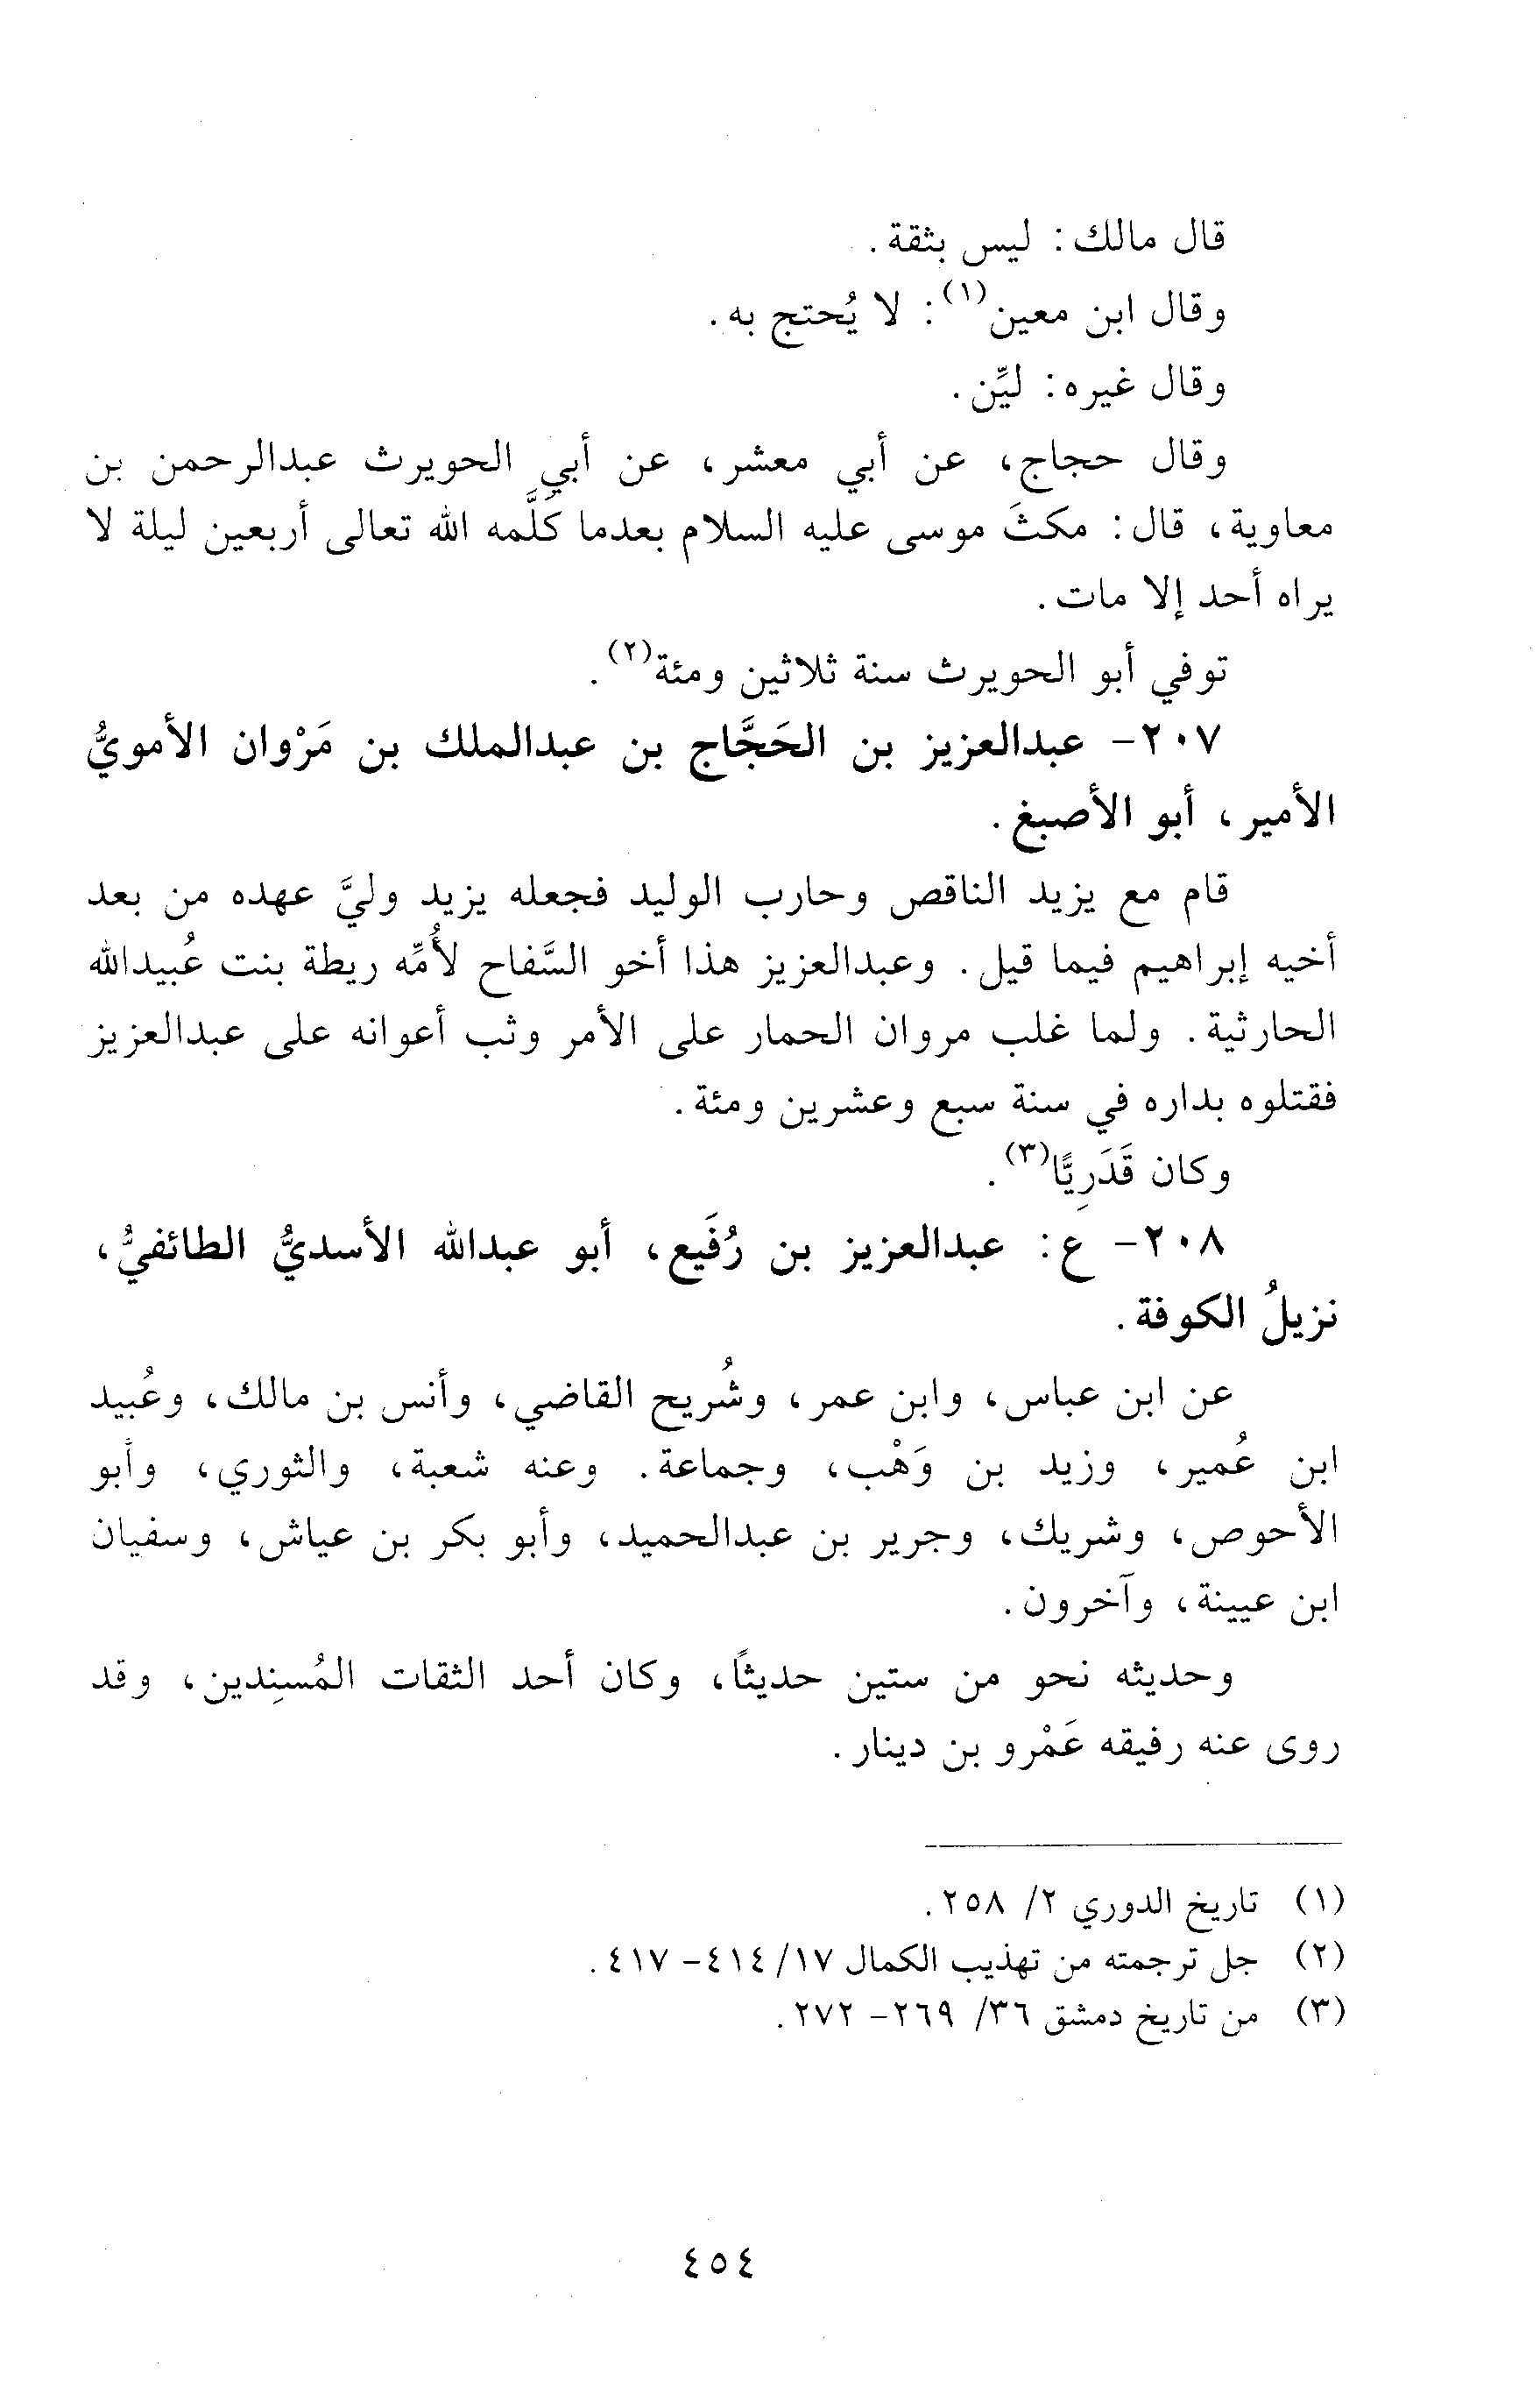 قال مالك: ليس بثقة.
وقال ابن معين(١): لا يُحتج به.
وقال غيره: ليِّن.
وقال حجاج، عن أبي معشر، عن أبي الحويرث عبدالرحمن بن
معاوية، قال: مكثَ موسى عليه السلام بعدما كَلَّمه الله تعالى أربعين ليلة لا
يراه أحد إلا مات.
توفي أبو الحويرث سنة ثلاثين ومئة(٢).
٢٠٧- عبدالعزيز بن الحَجَّاج بن عبدالملك بن مَرْوان الأمويُّ
الأمير، أبو الأصبغ.
قام مع يزيد الناقص وحارب الوليد فجعله يزيد وليَّ عهده من بعد
أخيه إبراهيم فيما قيل. وعبدالعزيز هذا أخو السَّفاح لأُمِّه ريطة بنت عُبيدالله
الحارثية. ولما غلب مروان الحمار على الأمر وثب أعوانه على عبدالعزيز
فقتلوه بداره في سنة سبع وعشرين ومئة.
وكان قَدَرِيًّا(٣).
٢٠٨- ع: عبدالعزيز بن رُفَيع، أبو عبدالله الأسديُّ الطائفيُّ،
نزيلُ الكوفة.
عن ابن عباس، وابن عمر، وشُريح القاضي، وأنس بن مالك، وعُبيد
ابن عُمير، وزيد بن وَهْب، وجماعة. وعنه شعبة، والثوري، وأبو
الأحوص، وشريك، وجرير بن عبدالحميد، وأبو بكر بن عياش، وسفيان
ابن عيينة، وآخرون.
وحديثه نحو من ستين حديثًا، وكان أحد الثقات المُسنِدين، وقد
روى عنه رفيقه عَمْرو بن دينار.
(١) تاريخ الدوري ٢/ ٢٥٨.
(٢) جل ترجمته من تهذيب الكمال ١٧/ ٤١٤- ٤١٧.
(٣) من تاريخ دمشق ٣٦/ ٢٦٩- ٢٧٢.
٤٥٤